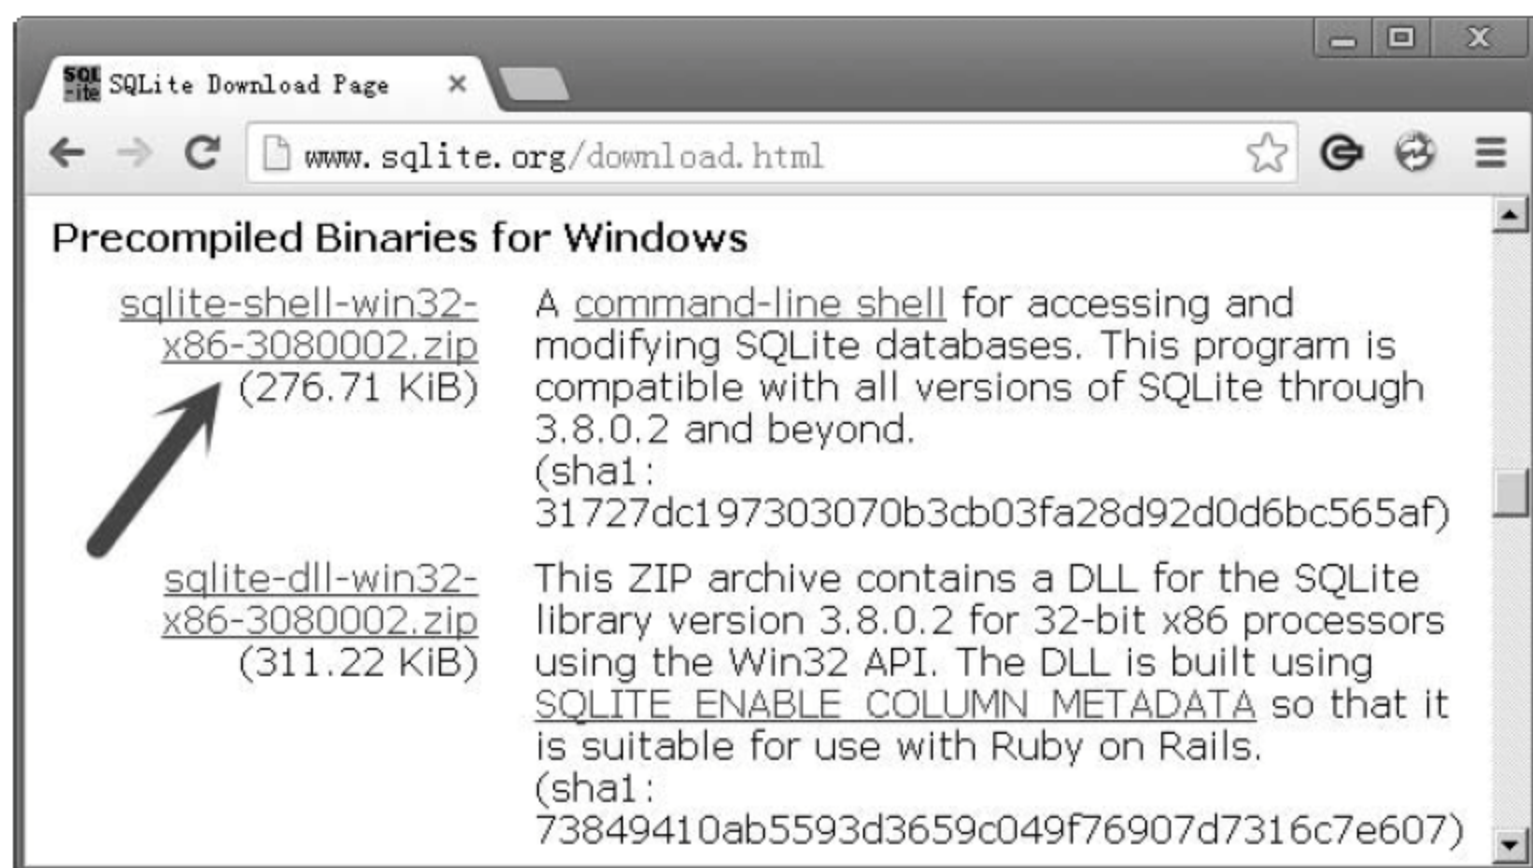 SQL
-ite
SQLite Download Page
www.sqlite.org/download.html
Precompiled Binaries for Windows
sqlite-shell-win32-
x86-3080002.zip
(276.71 KiB)
A command-line shell for accessing and
modifying SQLite databases. This program is
compatible with all versions of SQLite through
3.8.0.2 and beyond.
(sha1:
31727dc197303070b3cb03fa28d92d0d6bc565af)
sqlite-dll-win32-
x86-3080002.zip
(311.22 KiB)
This ZIP archive contains a DLL for the SQLite
library version 3.8.0.2 for 32-bit x86 processors
using the Win32 API. The DLL is built using
SQLITE_ENABLE_COLUMN_METADATA so that it
is suitable for use with Ruby on Rails.
(sha1:
73849410ab5593d3659c049f76907d7316c7e607)